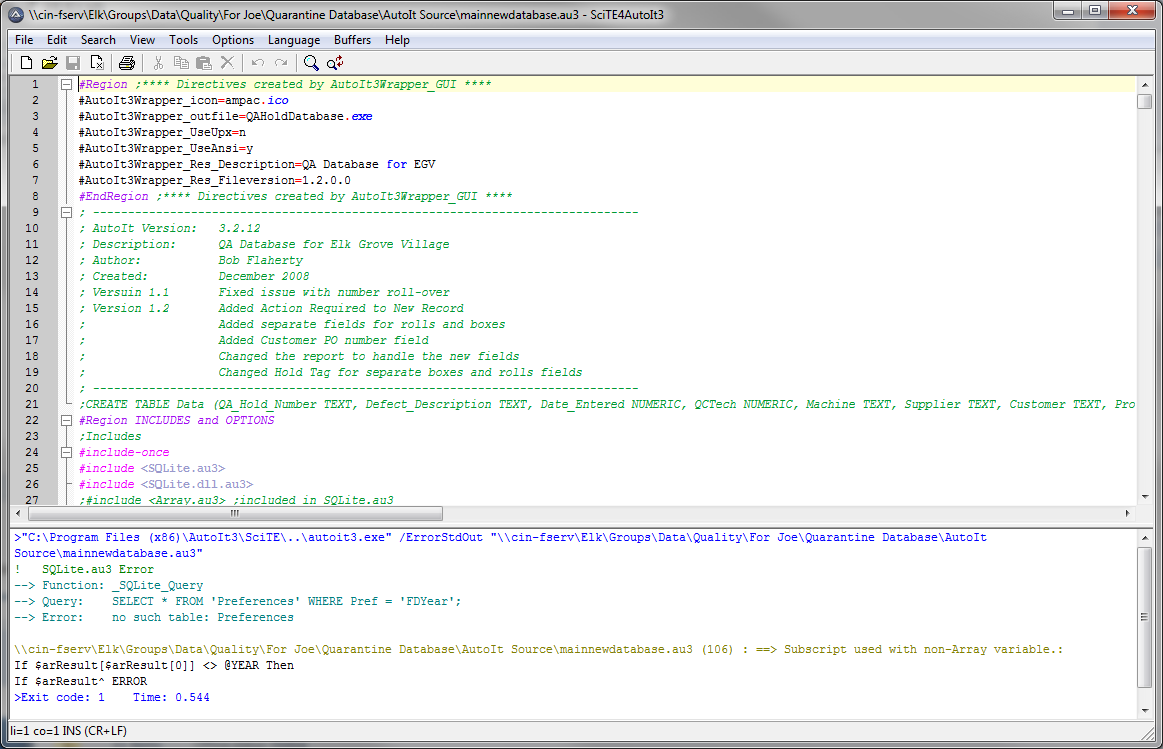 \\cin-fserv\Elk\Groups\Data\Quality\For Joe\Quarantine Database\AutoIt Source\mainnewdatabase.au3 - SciTE4AutoIt3
File Edit Search View Tools Options Language Buffers Help
1 #Region ;**** Directives created by AutoIt3Wrapper_GUI ****
2 #AutoIt3Wrapper_icon=ampac.ico
3 #AutoIt3Wrapper_outfile=QAHoldDatabase.exe
4 #AutoIt3Wrapper_UseUpx=n
5 #AutoIt3Wrapper_UseAnsi=y
6 #AutoIt3Wrapper_Res_Description=QA Database for EGV
7 #AutoIt3Wrapper_Res_Fileversion=1.2.0.0
8 #EndRegion ;**** Directives created by AutoIt3Wrapper_GUI ****
9 ; ------------------------------------------------------------------------------
10 ; AutoIt Version: 3.2.12
11 ; Description: QA Database for Elk Grove Village
12 ; Author: Bob Flaherty
13 ; Created: December 2008
14 ; Versuin 1.1 Fixed issue with number roll-over
15 ; Version 1.2 Added Action Required to New Record
16 ; Added separate fields for rolls and boxes
17 ; Added Customer PO number field
18 ; Changed the report to handle the new fields
19 ; Changed Hold Tag for separate boxes and rolls fields
20 ; ------------------------------------------------------------------------------
21 ;CREATE TABLE Data (QA_Hold_Number TEXT, Defect_Description TEXT, Date_Entered NUMERIC, QCTech NUMERIC, Machine TEXT, Supplier TEXT, Customer TEXT, Pro
22 #Region INCLUDES and OPTIONS
23 ;Includes
24 #include-once
25 #include <SQLite.au3>
26 #include <SQLite.dll.au3>
27 ;#include <Array.au3> ;included in SQLite.au3
>"C:\Program Files (x86)\AutoIt3\SciTE\..\autoit3.exe" /ErrorStdOut "\\cin-fserv\Elk\Groups\Data\Quality\For Joe\Quarantine Database\AutoIt
Source\mainnewdatabase.au3"
! SQLite.au3 Error
--> Function: _SQLite_Query
--> Query: SELECT * FROM 'Preferences' WHERE Pref = 'FDYear';
--> Error: no such table: Preferences
\\cin-fserv\Elk\Groups\Data\Quality\For Joe\Quarantine Database\AutoIt Source\mainnewdatabase.au3 (106) : ==> Subscript used with non-Array variable.:
If $arResult[$arResult[0]] <> @YEAR Then
If $arResult^ ERROR
>Exit code: 1 Time: 0.544
li=1 co=1 INS (CR+LF)